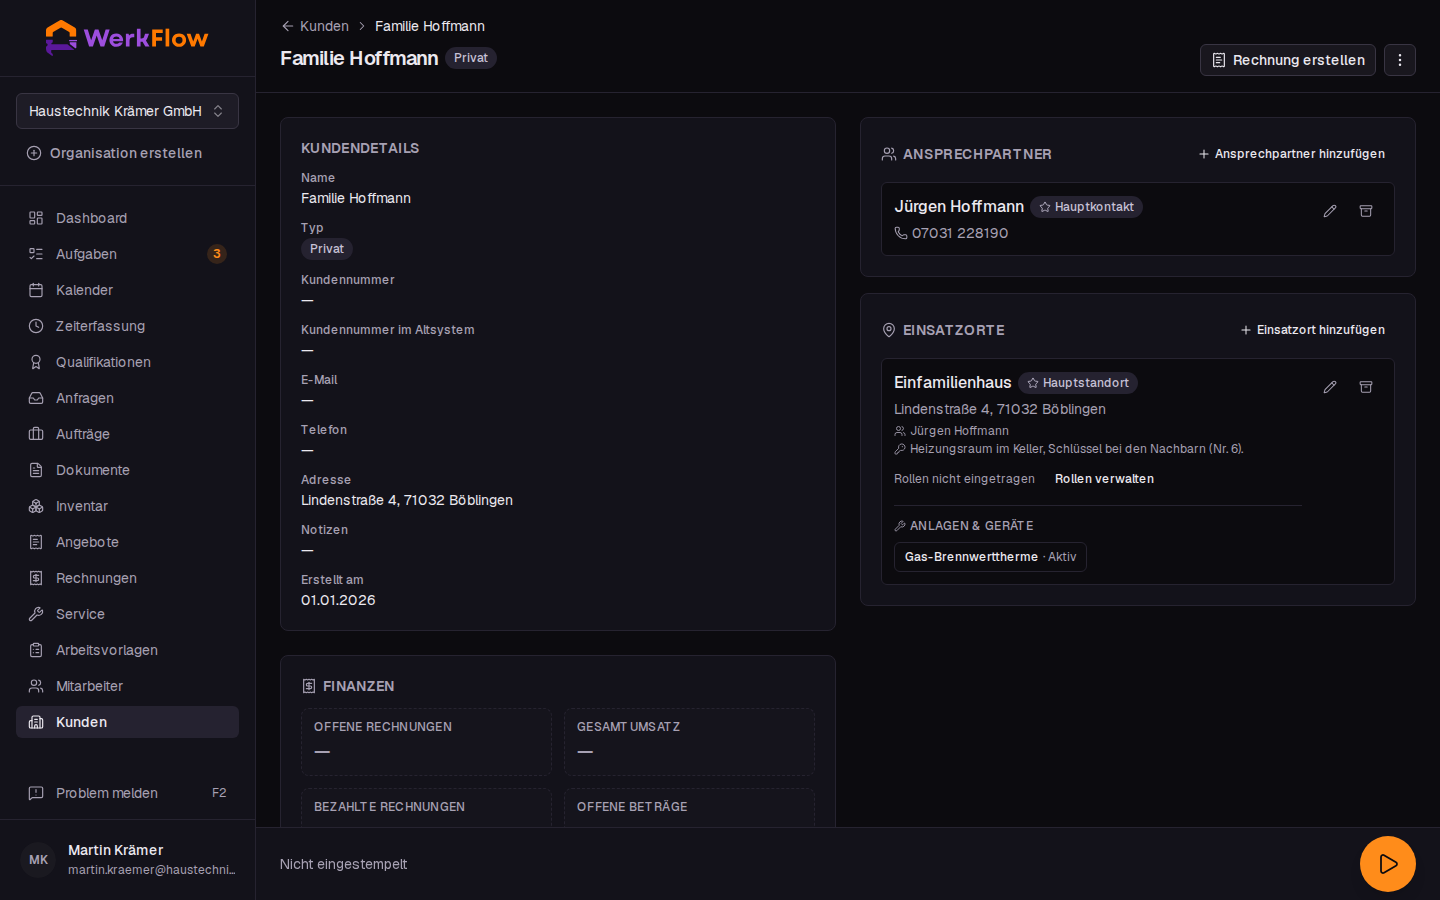 WerkFlow
Haustechnik Krämer GmbH
Organisation erstellen
Dashboard
Aufgaben 3
Kalender
Zeiterfassung
Qualifikationen
Anfragen
Aufträge
Dokumente
Inventar
Angebote
Rechnungen
Service
Arbeitsvorlagen
Mitarbeiter
Kunden
Problem melden F2
MK
Martin Krämer
martin.kraemer@haustechni...
Kunden > Familie Hoffmann
Familie Hoffmann Privat
Rechnung erstellen
KUNDENDETAILS
Name
Familie Hoffmann
Typ
Privat
Kundennummer
—
Kundennummer im Altsystem
—
E-Mail
—
Telefon
—
Adresse
Lindenstraße 4, 71032 Böblingen
Notizen
—
Erstellt am
01.01.2026
FINANZEN
OFFENE RECHNUNGEN
—
GESAMTUMSATZ
—
BEZAHLTE RECHNUNGEN
OFFENE BETRÄGE
ANSPRECHPARTNER
Ansprechpartner hinzufügen
Jürgen Hoffmann Hauptkontakt
07031 228190
EINSATZORTE
Einsatzort hinzufügen
Einfamilienhaus Hauptstandort
Lindenstraße 4, 71032 Böblingen
Jürgen Hoffmann
Heizungsraum im Keller, Schlüssel bei den Nachbarn (Nr. 6).
Rollen nicht eingetragen Rollen verwalten
ANLAGEN & GERÄTE
Gas-Brennwerttherme · Aktiv
Nicht eingestempelt